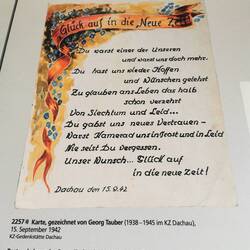 Glück auf in die „Neue Zeit"
Du warst einer der Unseren
und warst uns doch mehr.
Du hast uns wieder Hoffen
und Wünschen gelehrt
Zu glauben ans Leben das halb
schon verzehrt
Von Siechtum und Leid...
Du gabst uns neues Vertrauen -
Warst Kamerad uns in Not und in Leid
Nie seist Du vergessen.
Unser Wunsch... Glück auf
in die neue Zeit!
Dachau den 15.9.42.
2257 Karte, gezeichnet von Georg Tauber (1938–1945 im KZ Dachau),
15. September 1942
KZ-Gedenkstätte Dachau